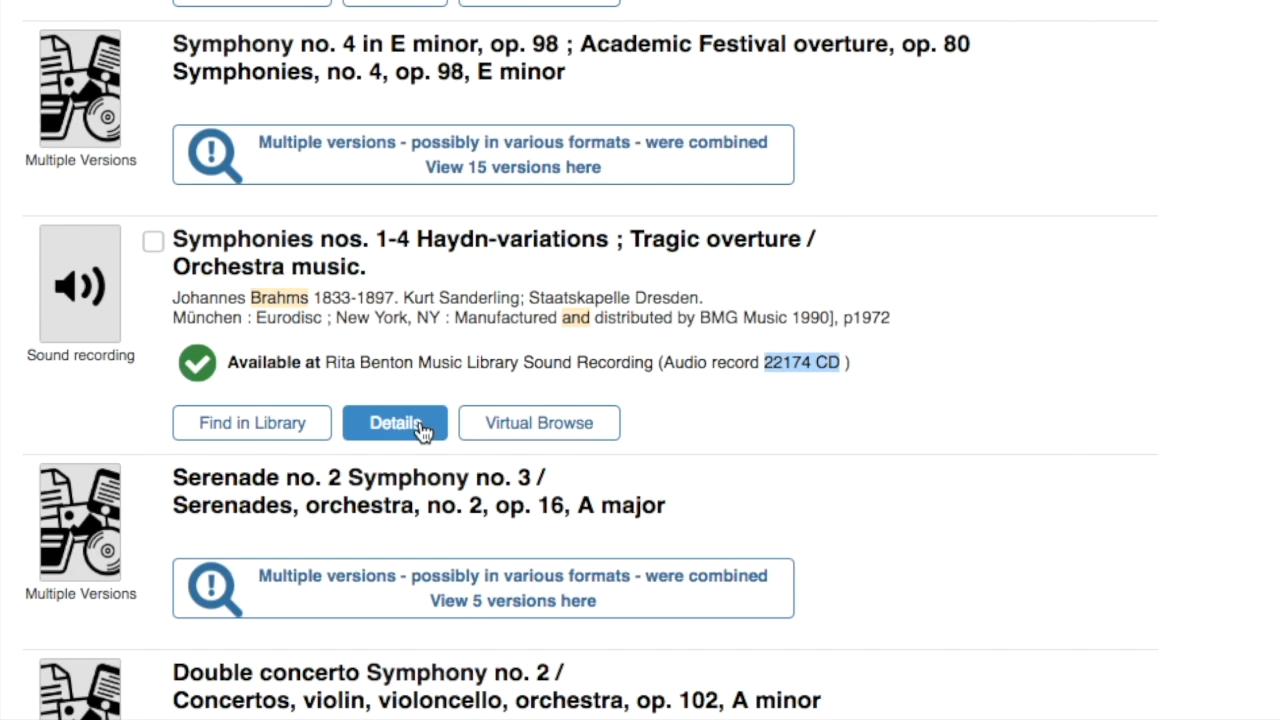 Symphony no. 4 in E minor, op. 98 ; Academic Festival overture, op. 80
Symphonies, no. 4, op. 98, E minor
Multiple Versions
Multiple versions - possibly in various formats - were combined
View 15 versions here
Symphonies nos. 1-4 Haydn-variations ; Tragic overture /
Orchestra music.
Johannes Brahms 1833-1897. Kurt Sanderling; Staatskapelle Dresden.
München : Eurodisc ; New York, NY : Manufactured and distributed by BMG Music 1990], p1972
Sound recording
Available at Rita Benton Music Library Sound Recording (Audio record 22174 CD )
Find in Library
Details
Virtual Browse
Serenade no. 2 Symphony no. 3 /
Serenades, orchestra, no. 2, op. 16, A major
Multiple Versions
Multiple versions - possibly in various formats - were combined
View 5 versions here
Double concerto Symphony no. 2 /
Concertos, violin, violoncello, orchestra, op. 102, A minor